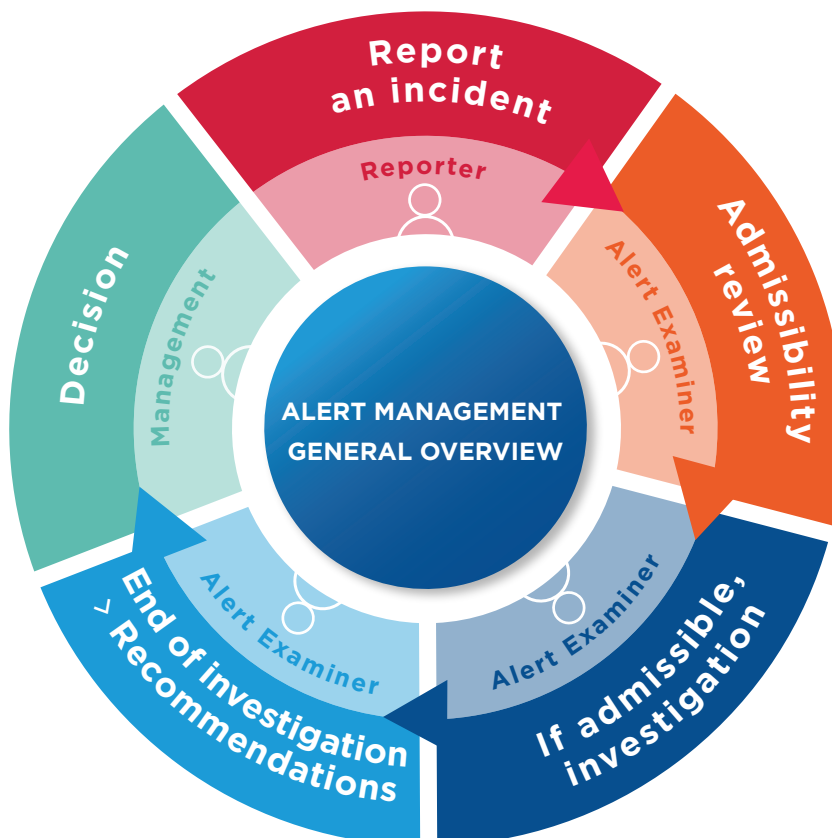 Report
an incident
Reporter
Admissibility
review
Alert Examiner
If admissible,
investigation
Alert Examiner
End of investigation
> Recommendations
Alert Examiner
Decision
Management
ALERT MANAGEMENT
GENERAL OVERVIEW